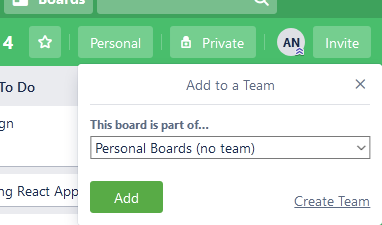 Boards
4
Personal
Private
AN
Invite
To Do
Add to a Team
gn
This board is part of...
Personal Boards (no team)
ng React App
Add
Create Team